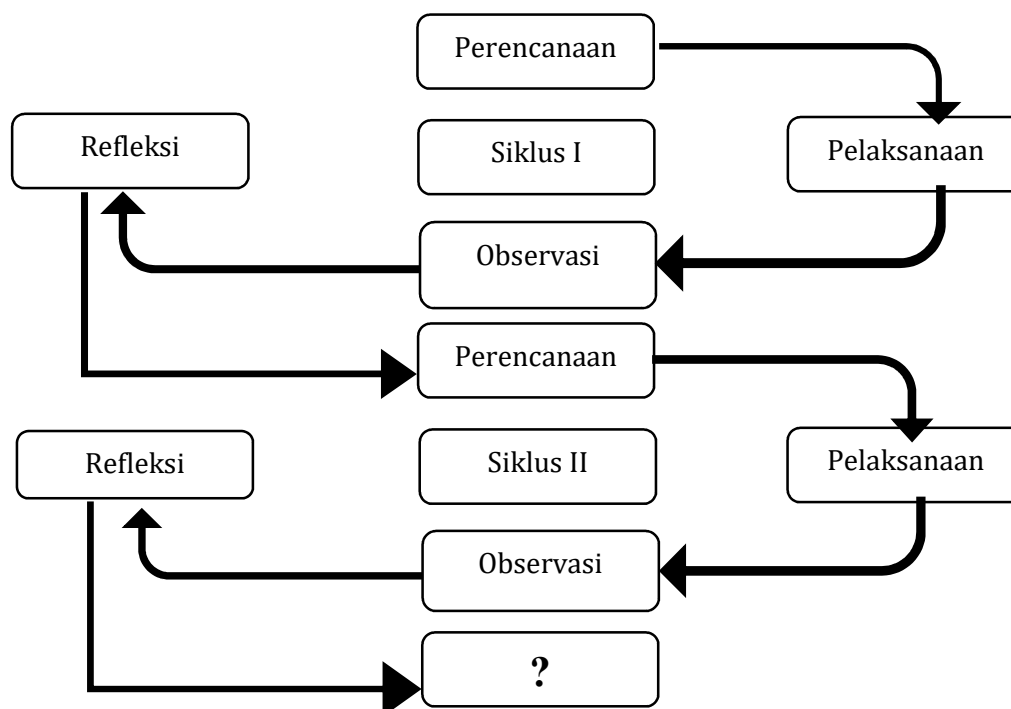 Perencanaan
Refleksi
Siklus I
Pelaksanaan
Observasi
Perencanaan
Refleksi
Siklus II
Pelaksanaan
Observasi
?